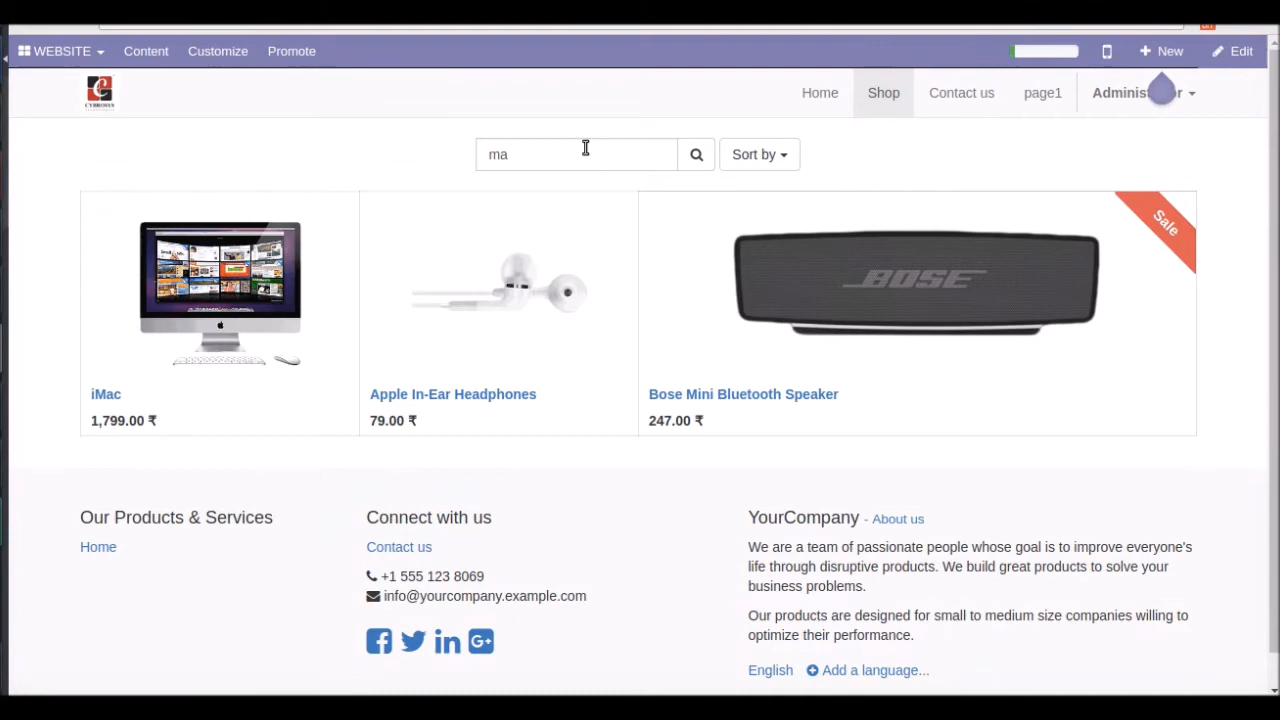 WEBSITE Content Customize Promote New Edit
CYBROSYS
Home Shop Contact us page1
ma Sort by
Sale
BOSE
iMac Apple In-Ear Headphones Bose Mini Bluetooth Speaker
1,799.00 ₹ 79.00 ₹ 247.00 ₹
Our Products & Services
Home
Connect with us
Contact us
+1 555 123 8069
info@yourcompany.example.com
YourCompany - About us
We are a team of passionate people whose goal is to improve everyone's
life through disruptive products. We build great products to solve your
business problems.
Our products are designed for small to medium size companies willing to
optimize their performance.
English Add a language...